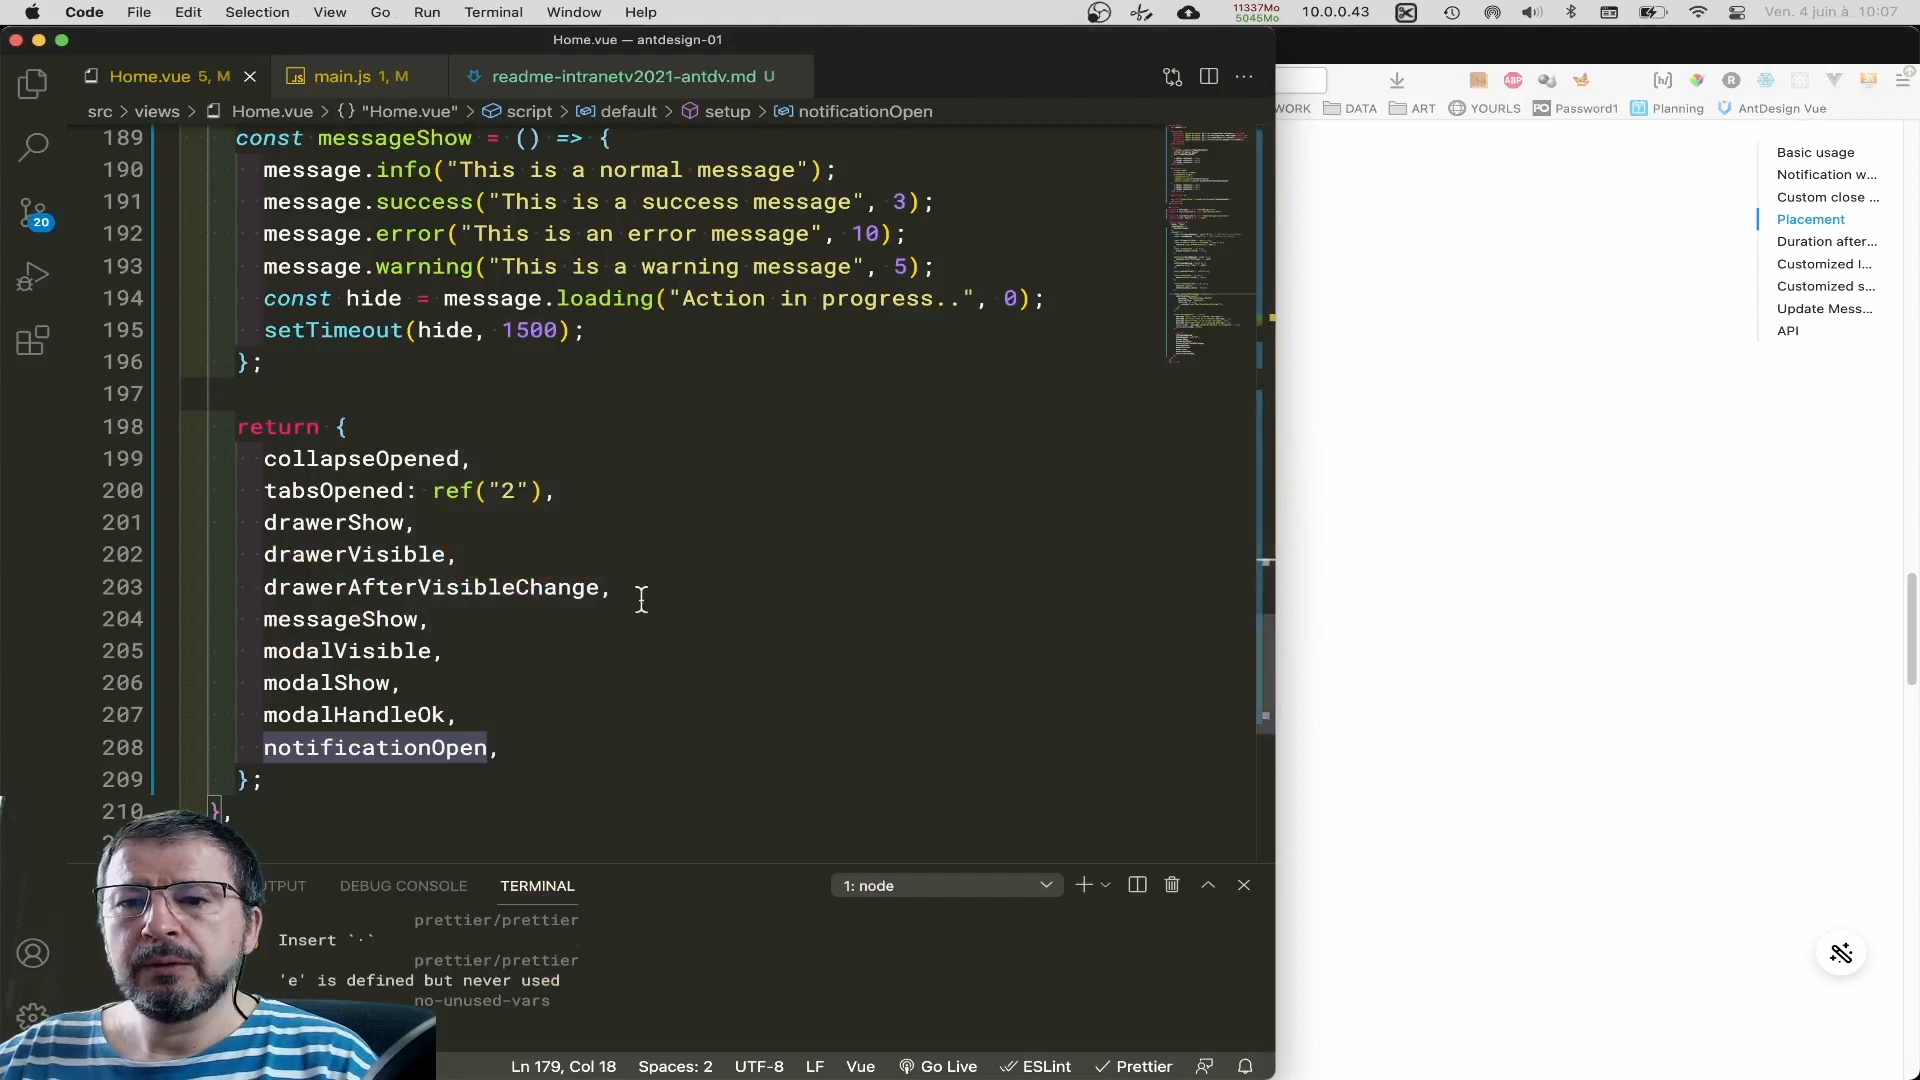 Code File Edit Selection View Go Run Terminal Window Help 11337Mo 5045Mo 10.0.0.43 Ven. 4 juin à 10:07
Home.vue — antdesign-01
Home.vue 5, M main.js 1, M readme-intranetv2021-antdv.md U
src > views > Home.vue > {} "Home.vue" > script > default > setup > notificationOpen
189 const messageShow = () => {
190 message.info("This is a normal message");
191 message.success("This is a success message", 3);
192 message.error("This is an error message", 10);
193 message.warning("This is a warning message", 5);
194 const hide = message.loading("Action in progress..", 0);
195 setTimeout(hide, 1500);
196 };
197
198 return {
199 collapseOpened,
200 tabsOpened: ref("2"),
201 drawerShow,
202 drawerVisible,
203 drawerAfterVisibleChange,
204 messageShow,
205 modalVisible,
206 modalShow,
207 modalHandleOk,
208 notificationOpen,
209 };
210 },
20
TPUT DEBUG CONSOLE TERMINAL 1: node
prettier/prettier
Insert `·`
prettier/prettier
'e' is defined but never used
no-unused-vars
Ln 179, Col 18 Spaces: 2 UTF-8 LF Vue Go Live ESLint Prettier
ABP
WORK DATA ART YOURLS Password1 Planning AntDesign Vue
Basic usage
Notification w...
Custom close ...
Placement
Duration after...
Customized I...
Customized s...
Update Mess...
API